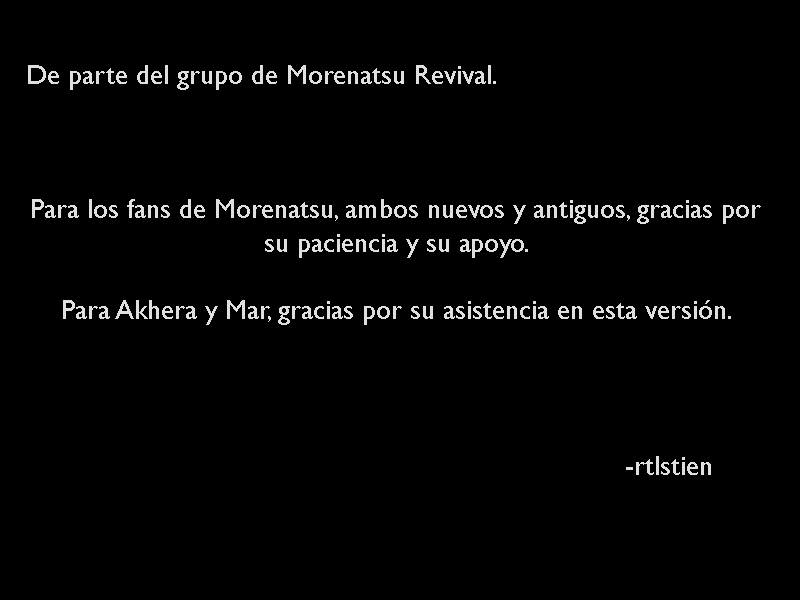 De parte del grupo de Morenatsu Revival.
Para los fans de Morenatsu, ambos nuevos y antiguos, gracias por
su paciencia y su apoyo.
Para Akhera y Mar, gracias por su asistencia en esta versión.
-rtlstien